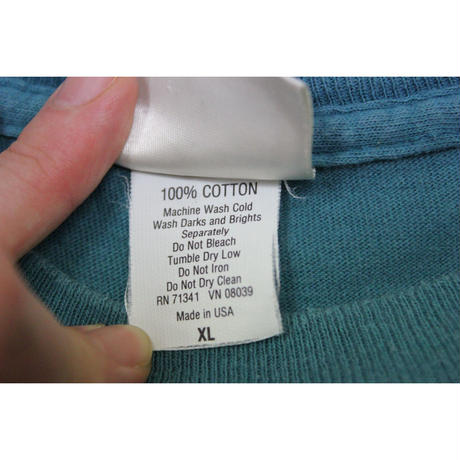 100% COTTON
Machine Wash Cold
Wash Darks and Brights
Separately
Do Not Bleach
Tumble Dry Low
Do Not Iron
Do Not Dry Clean
RN 71341 VN 08039
Made in USA
XL